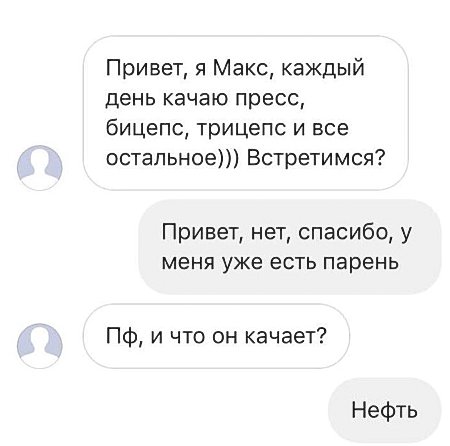 Привет, я Макс, каждый
день качаю пресс,
бицепс, трицепс и все
остальное))) Встретимся?
Привет, нет, спасибо, у
меня уже есть парень
Пф, и что он качает?
Нефть